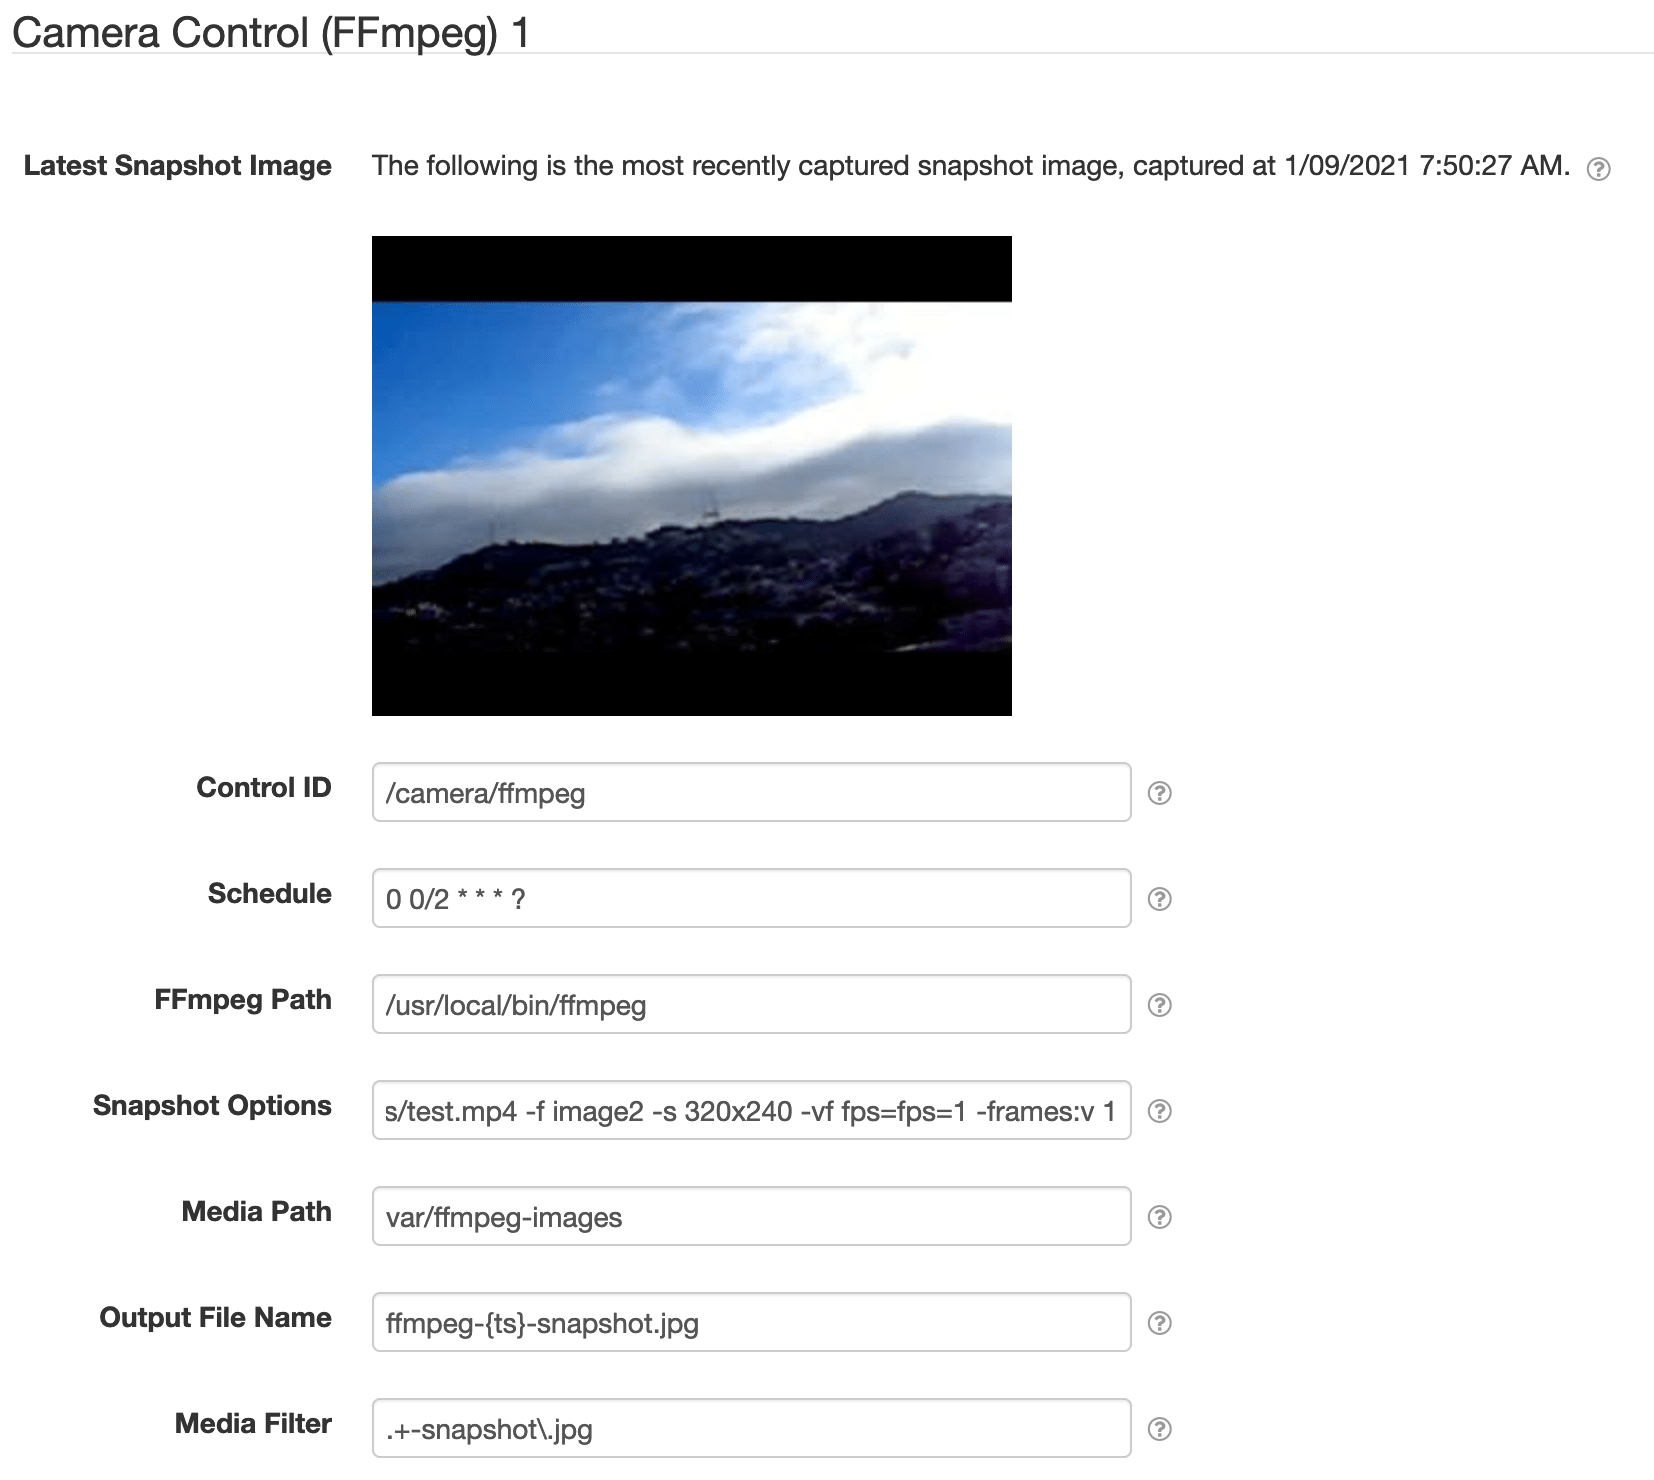 Camera Control (FFmpeg) 1
Latest Snapshot Image The following is the most recently captured snapshot image, captured at 1/09/2021 7:50:27 AM. ?
Control ID /camera/ffmpeg ?
Schedule 0 0/2 * * * ? ?
FFmpeg Path /usr/local/bin/ffmpeg ?
Snapshot Options s/test.mp4 -f image2 -s 320x240 -vf fps=fps=1 -frames:v 1 ?
Media Path var/ffmpeg-images ?
Output File Name ffmpeg-{ts}-snapshot.jpg ?
Media Filter .+-snapshot\.jpg ?